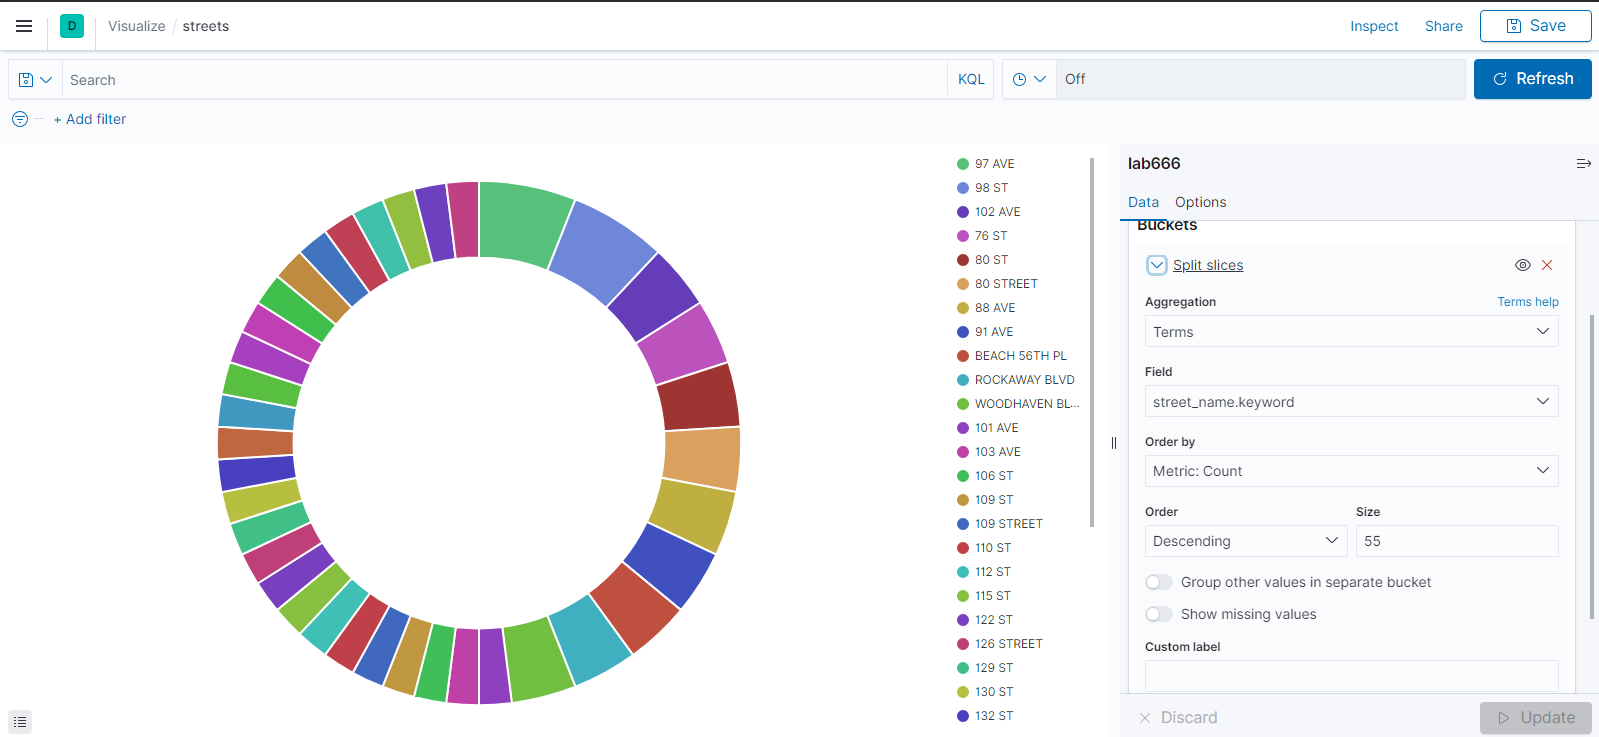 D Visualize / streets Inspect Share Save
Search KQL Off Refresh
+ Add filter
97 AVE
98 ST
102 AVE
76 ST
80 ST
80 STREET
88 AVE
91 AVE
BEACH 56TH PL
ROCKAWAY BLVD
WOODHAVEN BL...
101 AVE
103 AVE
106 ST
109 ST
109 STREET
110 ST
112 ST
115 ST
122 ST
126 STREET
129 ST
130 ST
132 ST
lab666
Data Options
Buckets
Split slices
Aggregation Terms help
Terms
Field
street_name.keyword
Order by
Metric: Count
Order Size
Descending 55
Group other values in separate bucket
Show missing values
Custom label
Discard Update